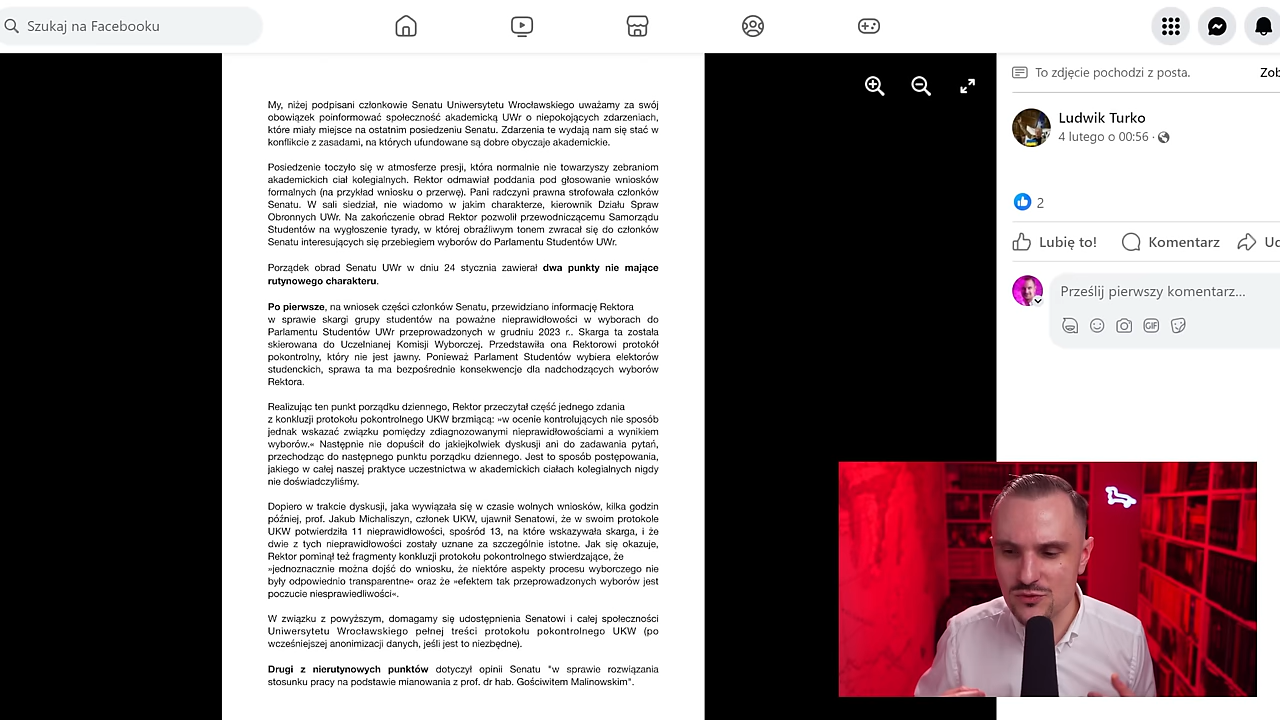 Szukaj na Facebooku
My, niżej podpisani członkowie Senatu Uniwersytetu Wrocławskiego uważamy za swój
obowiązek poinformować społeczność akademicką UWr o niepokojących zdarzeniach,
które miały miejsce na ostatnim posiedzeniu Senatu. Zdarzenia te wydają nam się stać w
konflikcie z zasadami, na których ufundowane są dobre obyczaje akademickie.
Posiedzenie toczyło się w atmosferze presji, która normalnie nie towarzyszy zebraniom
akademickich ciał kolegialnych. Rektor odmawiał poddania pod głosowanie wniosków
formalnych (na przykład wniosku o przerwę). Pani radczyni prawna strofowała członków
Senatu. W sali siedział, nie wiadomo w jakim charakterze, kierownik Działu Spraw
Obronnych UWr. Na zakończenie obrad Rektor pozwolił przewodniczącemu Samorządu
Studentów na wygłoszenie tyrady, w której obraźliwym tonem zwracał się do członków
Senatu interesujących się przebiegiem wyborów do Parlamentu Studentów UWr.
Porządek obrad Senatu UWr w dniu 24 stycznia zawierał dwa punkty nie mające
rutynowego charakteru.
Po pierwsze, na wniosek części członków Senatu, przewidziano informację Rektora
w sprawie skargi grupy studentów na poważne nieprawidłowości w wyborach do
Parlamentu Studentów UWr przeprowadzonych w grudniu 2023 r.. Skarga ta została
skierowana do Uczelnianej Komisji Wyborczej. Przedstawiła ona Rektorowi protokół
pokontrolny, który nie jest jawny. Ponieważ Parlament Studentów wybiera elektorów
studenckich, sprawa ta ma bezpośrednie konsekwencje dla nadchodzących wyborów
Rektora.
Realizując ten punkt porządku dziennego, Rektor przeczytał część jednego zdania
z konkluzji protokołu pokontrolnego UKW brzmiącą: »w ocenie kontrolujących nie sposób
jednak wskazać związku pomiędzy zdiagnozowanymi nieprawidłowościami a wynikiem
wyborów.« Następnie nie dopuścił do jakiejkolwiek dyskusji ani do zadawania pytań,
przechodząc do następnego punktu porządku dziennego. Jest to sposób postępowania,
jakiego w całej naszej praktyce uczestnictwa w akademickich ciałach kolegialnych nigdy
nie doświadczyliśmy.
Dopiero w trakcie dyskusji, jaka wywiązała się w czasie wolnych wniosków, kilka godzin
później, prof. Jakub Michaliszyn, członek UKW, ujawnił Senatowi, że w swoim protokole
UKW potwierdziła 11 nieprawidłowości, spośród 13, na które wskazywała skarga, i że
dwie z tych nieprawidłowości zostały uznane za szczególnie istotne. Jak się okazuje,
Rektor pominął też fragmenty konkluzji protokołu pokontrolnego stwierdzające, że
»jednoznacznie można dojść do wniosku, że niektóre aspekty procesu wyborczego nie
były odpowiednio transparentne« oraz że »efektem tak przeprowadzonych wyborów jest
poczucie niesprawiedliwości«.
W związku z powyższym, domagamy się udostępnienia Senatowi i całej społeczności
Uniwersytetu Wrocławskiego pełnej treści protokołu pokontrolnego UKW (po
wcześniejszej anonimizacji danych, jeśli jest to niezbędne).
Drugi z nierutynowych punktów dotyczył opinii Senatu "w sprawie rozwiązania
stosunku pracy na podstawie mianowania z prof. dr hab. Gościwitem Malinowskim".
To zdjęcie pochodzi z posta.
Zob
Ludwik Turko
4 lutego o 00:56 ·
2
Lubię to!
Komentarz
Ud
Prześlij pierwszy komentarz...
GIF